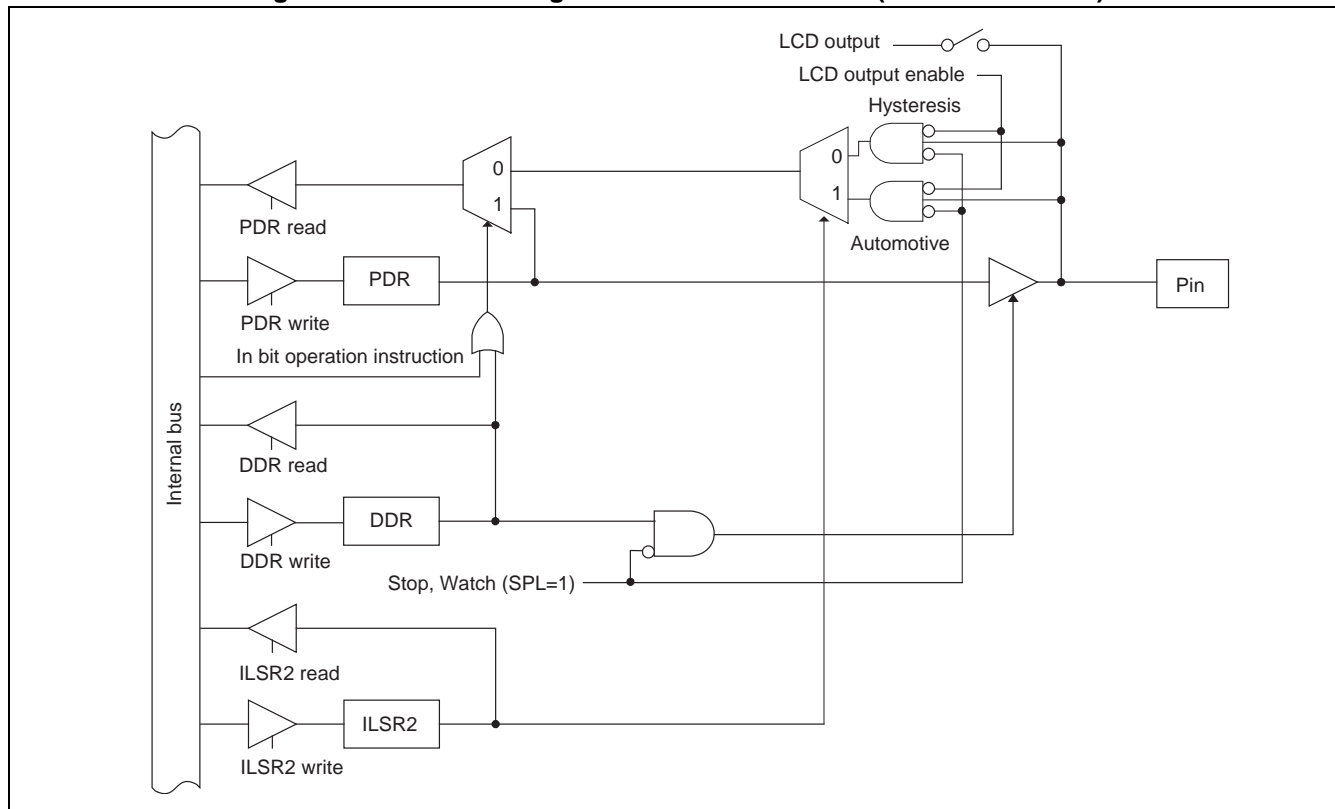 LCD output
LCD output enable
Hysteresis
0
1
Automotive
0
1
PDR read
PDR
PDR write
Pin
In bit operation instruction
Internal bus
DDR read
DDR
DDR write
Stop, Watch (SPL=1)
ILSR2 read
ILSR2
ILSR2 write